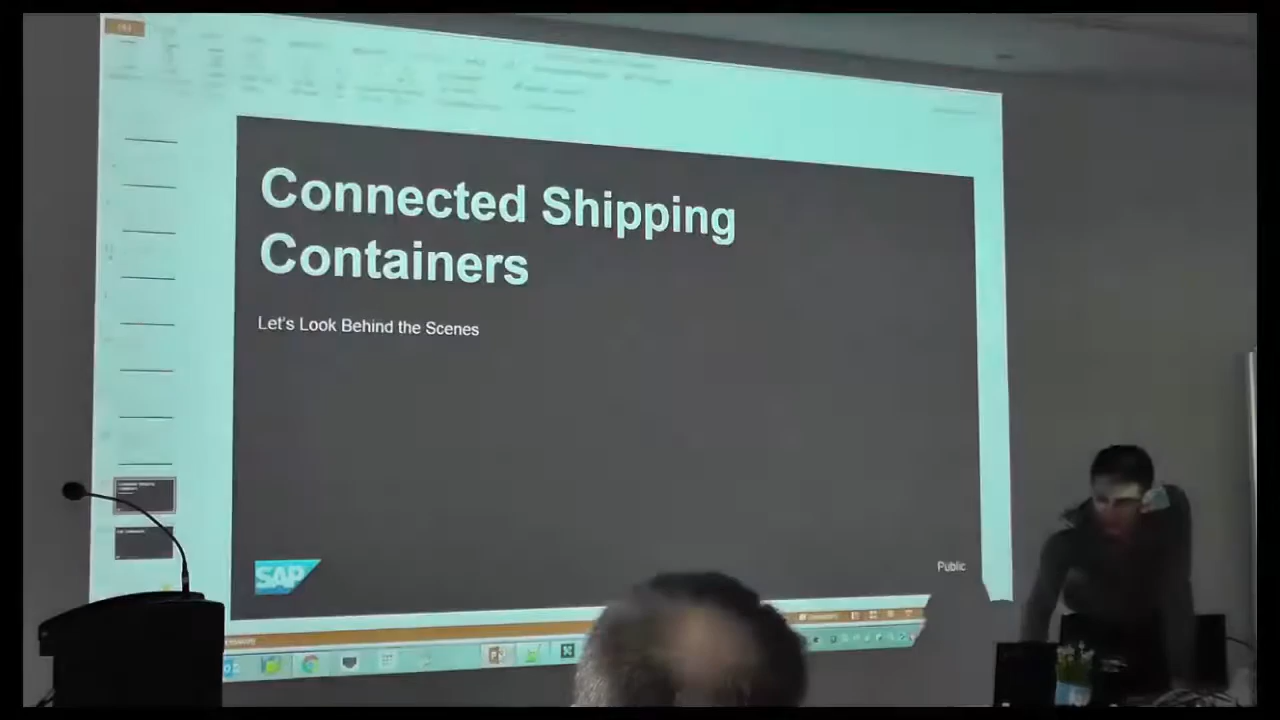 Connected Shipping
Containers
Let's Look Behind the Scenes
SAP
Public